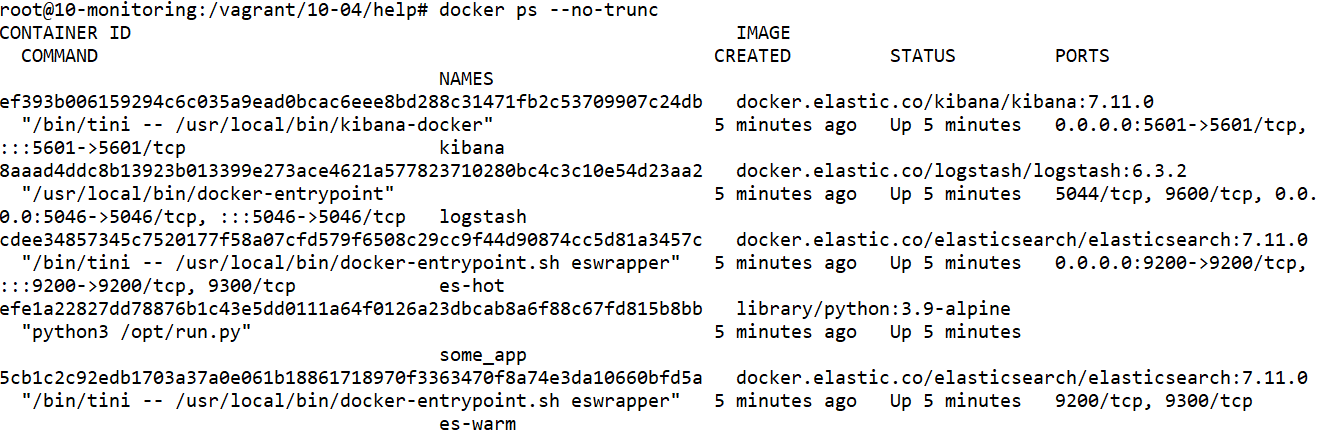 root@10-monitoring:/vagrant/10-04/help# docker ps --no-trunc
CONTAINER ID IMAGE
COMMAND CREATED STATUS PORTS
NAMES
ef393b006159294c6c035a9ead0bcac6eee8bd288c31471fb2c53709907c24db docker.elastic.co/kibana/kibana:7.11.0
"/bin/tini -- /usr/local/bin/kibana-docker" 5 minutes ago Up 5 minutes 0.0.0.0:5601->5601/tcp,
:::5601->5601/tcp kibana
8aaad4ddc8b13923b013399e273ace4621a577823710280bc4c3c10e54d23aa2 docker.elastic.co/logstash/logstash:6.3.2
"/usr/local/bin/docker-entrypoint" 5 minutes ago Up 5 minutes 5044/tcp, 9600/tcp, 0.0.
0.0:5046->5046/tcp, :::5046->5046/tcp logstash
cdee34857345c7520177f58a07cfd579f6508c29cc9f44d90874cc5d81a3457c docker.elastic.co/elasticsearch/elasticsearch:7.11.0
"/bin/tini -- /usr/local/bin/docker-entrypoint.sh eswrapper" 5 minutes ago Up 5 minutes 0.0.0.0:9200->9200/tcp,
:::9200->9200/tcp, 9300/tcp es-hot
efe1a22827dd78876b1c43e5dd0111a64f0126a23dbcab8a6f88c67fd815b8bb library/python:3.9-alpine
"python3 /opt/run.py" 5 minutes ago Up 5 minutes
some_app
5cb1c2c92edb1703a37a0e061b18861718970f3363470f8a74e3da10660bfd5a docker.elastic.co/elasticsearch/elasticsearch:7.11.0
"/bin/tini -- /usr/local/bin/docker-entrypoint.sh eswrapper" 5 minutes ago Up 5 minutes 9200/tcp, 9300/tcp
es-warm